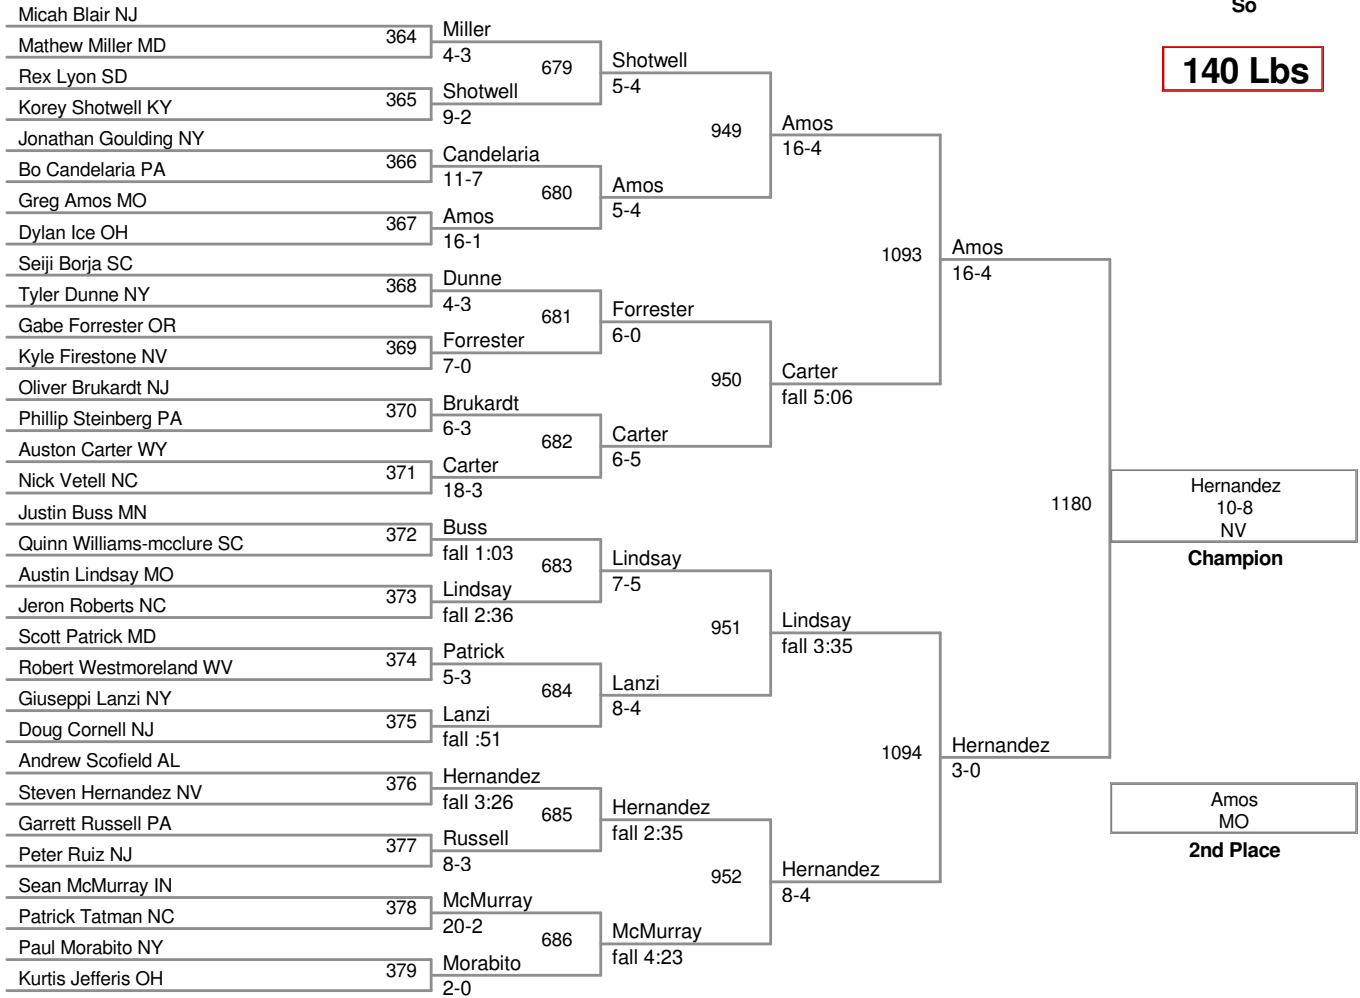 So
140 Lbs
Micah Blair NJ
Mathew Miller MD
Rex Lyon SD
Korey Shotwell KY
Jonathan Goulding NY
Bo Candelaria PA
Greg Amos MO
Dylan Ice OH
Seiji Borja SC
Tyler Dunne NY
Gabe Forrester OR
Kyle Firestone NV
Oliver Brukardt NJ
Phillip Steinberg PA
Auston Carter WY
Nick Vetell NC
Justin Buss MN
Quinn Williams-mcclure SC
Austin Lindsay MO
Jeron Roberts NC
Scott Patrick MD
Robert Westmoreland WV
Giuseppi Lanzi NY
Doug Cornell NJ
Andrew Scofield AL
Steven Hernandez NV
Garrett Russell PA
Peter Ruiz NJ
Sean McMurray IN
Patrick Tatman NC
Paul Morabito NY
Kurtis Jefferis OH
364
365
366
367
368
369
370
371
372
373
374
375
376
377
378
379
Miller
4-3
Shotwell
9-2
Candelaria
11-7
Amos
16-1
Dunne
4-3
Forrester
7-0
Brukardt
6-3
Carter
18-3
Buss
fall 1:03
Lindsay
fall 2:36
Patrick
5-3
Lanzi
fall :51
Hernandez
fall 3:26
Russell
8-3
McMurray
20-2
Morabito
2-0
679
680
681
682
683
684
685
686
Shotwell
5-4
Amos
5-4
Forrester
6-0
Carter
6-5
Lindsay
7-5
Lanzi
8-4
Hernandez
fall 2:35
McMurray
fall 4:23
949
950
951
952
Amos
16-4
Carter
fall 5:06
Lindsay
fall 3:35
Hernandez
8-4
1093
1094
Amos
16-4
Hernandez
3-0
1180
Hernandez
10-8
NV
Champion
Amos
MO
2nd Place